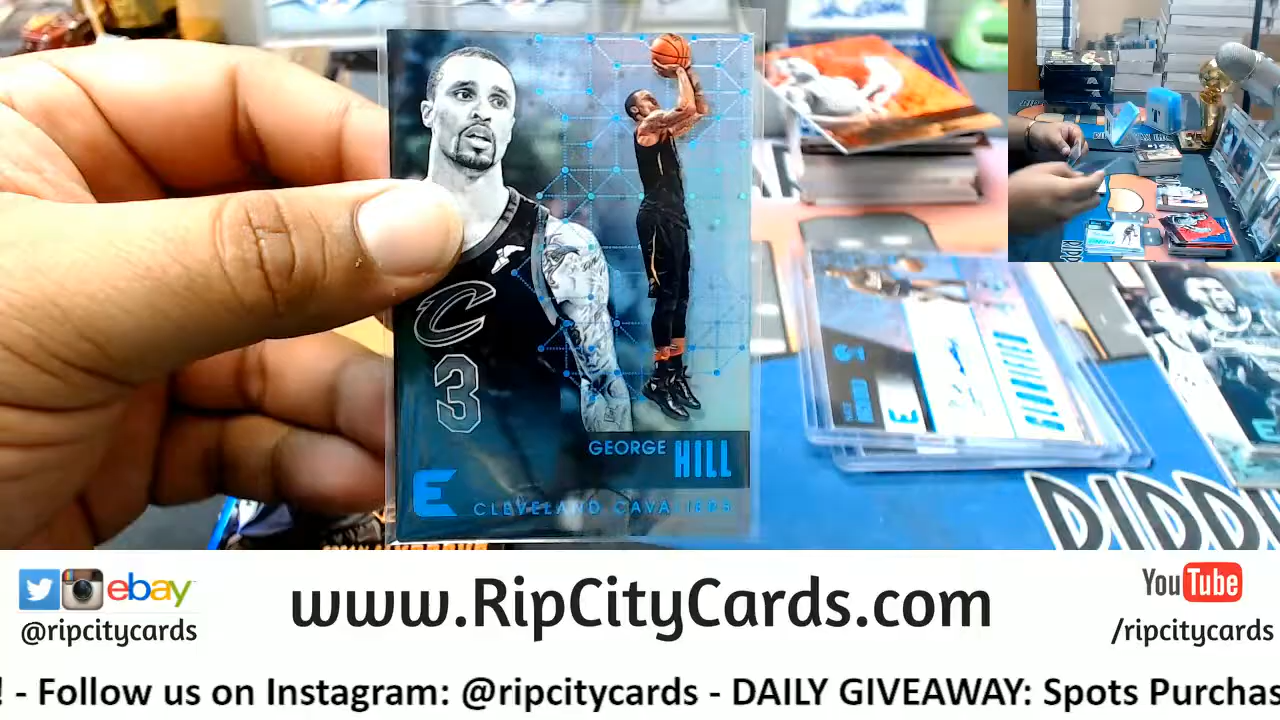 C
3
GEORGE HILL
E CLEVELAND CAVALIERS
E
GLORIFIED
ebay
@ripcitycards
www.RipCityCards.com
YouTube
/ripcitycards
! - Follow us on Instagram: @ripcitycards - DAILY GIVEAWAY: Spots Purchas